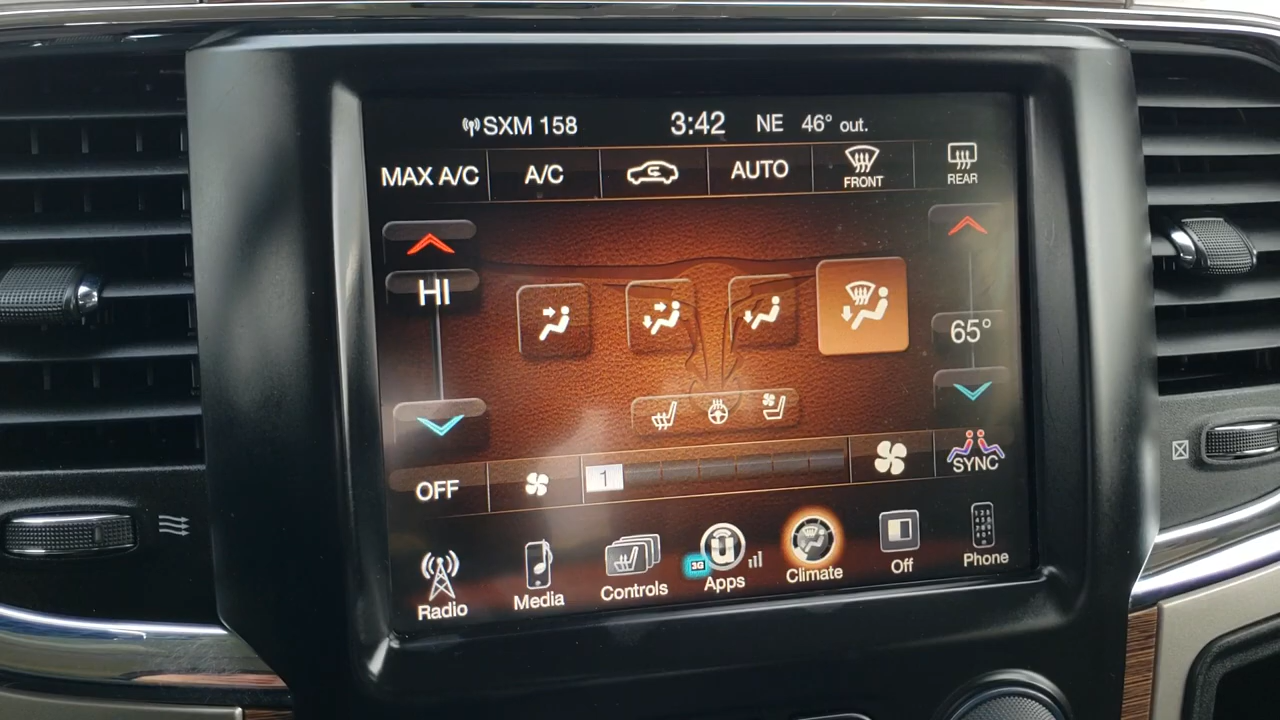 SXM 158 3:42 NE 46° out.
MAX A/C A/C AUTO FRONT REAR
HI
65°
OFF 1 SYNC
Radio Media Controls 3G Apps Climate Off Phone